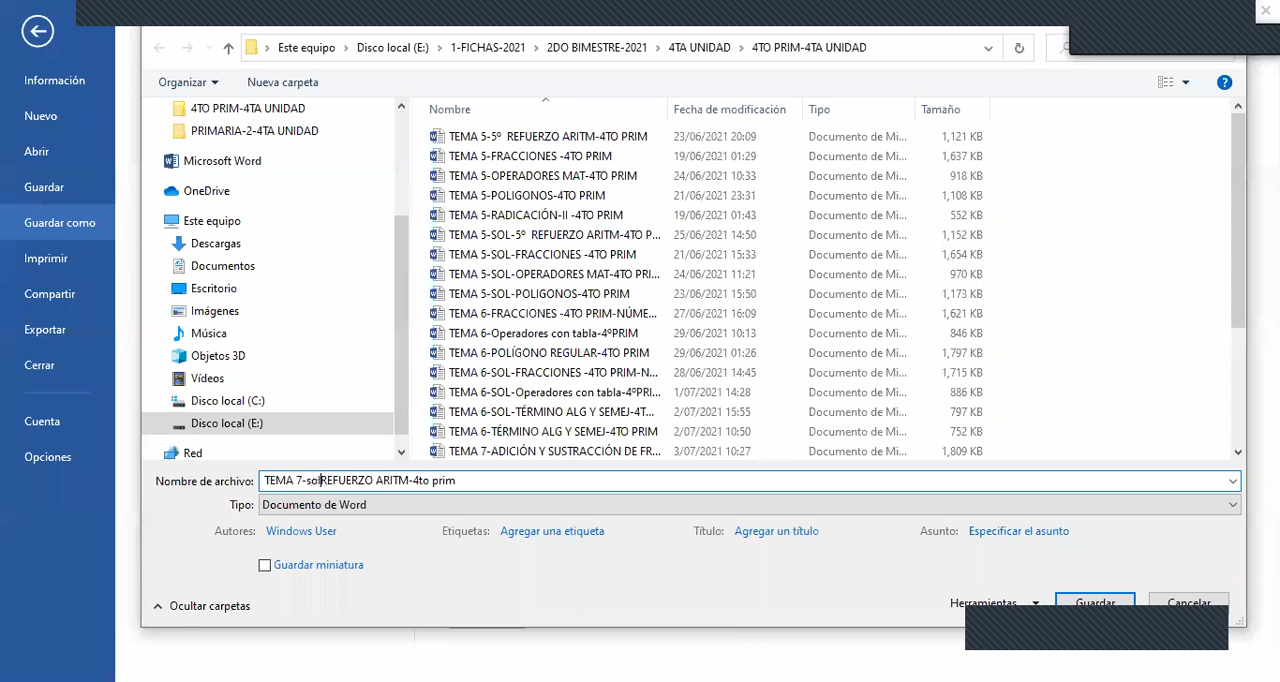 Este equipo > Disco local (E:) > 1-FICHAS-2021 > 2DO BIMESTRE-2021 > 4TA UNIDAD > 4TO PRIM-4TA UNIDAD
Organizar Nueva carpeta
Información
Nuevo
Abrir
Guardar
Guardar como
Imprimir
Compartir
Exportar
Cerrar
Cuenta
Opciones
4TO PRIM-4TA UNIDAD
PRIMARIA-2-4TA UNIDAD
Microsoft Word
OneDrive
Este equipo
Descargas
Documentos
Escritorio
Imágenes
Música
Objetos 3D
Vídeos
Disco local (C:)
Disco local (E:)
Red
Nombre Fecha de modificación Tipo Tamaño
TEMA 5-5º REFUERZO ARITM-4TO PRIM 23/06/2021 20:09 Documento de Mi... 1,121 KB
TEMA 5-FRACCIONES -4TO PRIM 19/06/2021 01:29 Documento de Mi... 1,637 KB
TEMA 5-OPERADORES MAT-4TO PRIM 24/06/2021 10:33 Documento de Mi... 918 KB
TEMA 5-POLIGONOS-4TO PRIM 21/06/2021 23:31 Documento de Mi... 1,108 KB
TEMA 5-RADICACIÓN-II -4TO PRIM 19/06/2021 01:43 Documento de Mi... 552 KB
TEMA 5-SOL-5º REFUERZO ARITM-4TO P... 25/06/2021 14:50 Documento de Mi... 1,152 KB
TEMA 5-SOL-FRACCIONES -4TO PRIM 21/06/2021 15:33 Documento de Mi... 1,654 KB
TEMA 5-SOL-OPERADORES MAT-4TO PRI... 24/06/2021 11:21 Documento de Mi... 970 KB
TEMA 5-SOL-POLIGONOS-4TO PRIM 23/06/2021 15:50 Documento de Mi... 1,173 KB
TEMA 6-FRACCIONES -4TO PRIM-NÚME... 27/06/2021 16:09 Documento de Mi... 1,621 KB
TEMA 6-Operadores con tabla-4ºPRIM 29/06/2021 10:13 Documento de Mi... 846 KB
TEMA 6-POLÍGONO REGULAR-4TO PRIM 29/06/2021 01:26 Documento de Mi... 1,797 KB
TEMA 6-SOL-FRACCIONES -4TO PRIM-N... 28/06/2021 14:45 Documento de Mi... 1,715 KB
TEMA 6-SOL-Operadores con tabla-4ºPRI... 1/07/2021 14:28 Documento de Mi... 886 KB
TEMA 6-SOL-TÉRMINO ALG Y SEMEJ-4T... 2/07/2021 15:55 Documento de Mi... 797 KB
TEMA 6-TÉRMINO ALG Y SEMEJ-4TO PRIM 2/07/2021 10:50 Documento de Mi... 752 KB
TEMA 7-ADICIÓN Y SUSTRACCIÓN DE FR... 3/07/2021 10:27 Documento de Mi... 1,809 KB
Nombre de archivo: TEMA 7-solREFUERZO ARITM-4to prim
Tipo: Documento de Word
Autores: Windows User Etiquetas: Agregar una etiqueta Título: Agregar un título Asunto: Especificar el asunto
Guardar miniatura
Ocultar carpetas Herramientas Guardar Cancelar